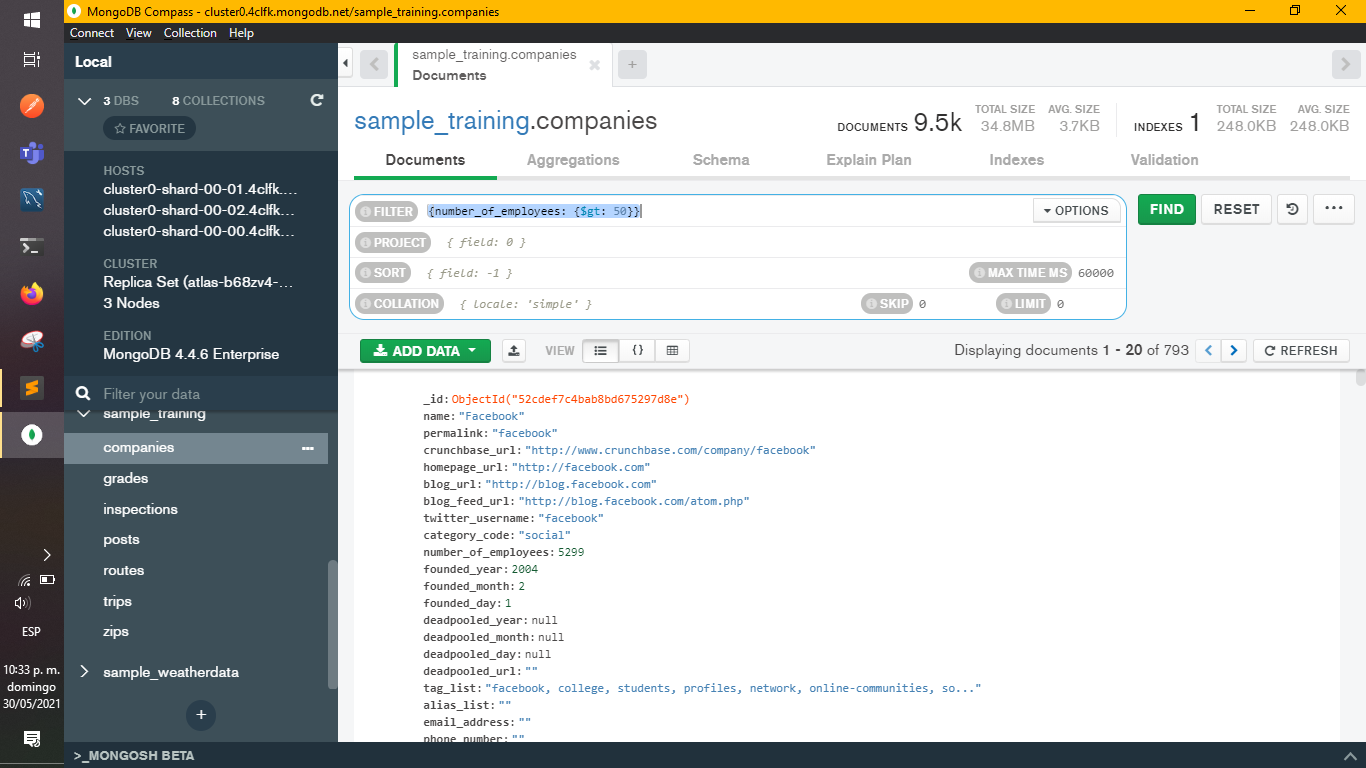 MongoDB Compass - cluster0.4clfk.mongodb.net/sample_training.companies
Connect View Collection Help
Local
3 DBS 8 COLLECTIONS
FAVORITE
HOSTS
cluster0-shard-00-01.4clfk....
cluster0-shard-00-02.4clfk...
cluster0-shard-00-00.4clfk...
CLUSTER
Replica Set (atlas-b68zv4-...
3 Nodes
EDITION
MongoDB 4.4.6 Enterprise
Filter your data
sample_training
companies
grades
inspections
posts
routes
trips
zips
sample_weatherdata
+
ESP
10:33 p. m.
domingo
30/05/2021
sample_training.companies
Documents
sample_training.companies
DOCUMENTS 9.5k TOTAL SIZE 34.8MB AVG. SIZE 3.7KB INDEXES 1 TOTAL SIZE 248.0KB AVG. SIZE 248.0KB
Documents Aggregations Schema Explain Plan Indexes Validation
FILTER {number_of_employees: {$gt: 50}} OPTIONS FIND RESET ...
PROJECT { field: 0 }
SORT { field: -1 } MAX TIME MS 60000
COLLATION { locale: 'simple' } SKIP 0 LIMIT 0
ADD DATA VIEW {} Displaying documents 1 - 20 of 793 < > REFRESH
_id: ObjectId("52cdef7c4bab8bd675297d8e")
name: "Facebook"
permalink: "facebook"
crunchbase_url: "http://www.crunchbase.com/company/facebook"
homepage_url: "http://facebook.com"
blog_url: "http://blog.facebook.com"
blog_feed_url: "http://blog.facebook.com/atom.php"
twitter_username: "facebook"
category_code: "social"
number_of_employees: 5299
founded_year: 2004
founded_month: 2
founded_day: 1
deadpooled_year: null
deadpooled_month: null
deadpooled_day: null
deadpooled_url: ""
tag_list: "facebook, college, students, profiles, network, online-communities, so..."
alias_list: ""
email_address: ""
phone_number: ""
>_MONGOSH BETA